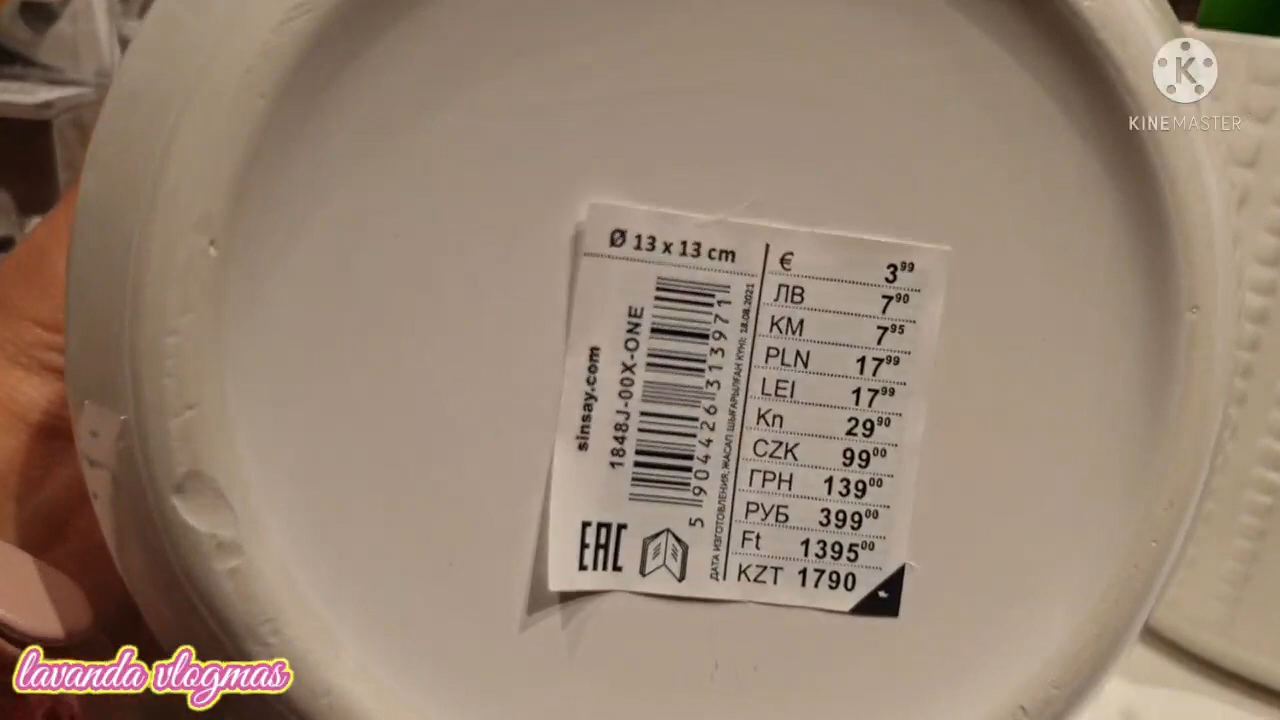 KINEMASTER
Ø 13 x 13 cm
sinsay.com
1848J-00X-ONE
5 904426 313971
ДАТА ИЗГОТОВЛЕНИЯ/ЖАСАП ШЫҒАРЫЛҒАН КҮНІ: 18.08.2021
EAC
€ 3⁹⁹
ЛВ 7⁹⁰
KM 7⁹⁵
PLN 17⁹⁹
LEI 17⁹⁹
Kn 29⁹⁰
CZK 99⁰⁰
ГРН 139⁰⁰
РУБ 399⁰⁰
Ft 1395⁰⁰
KZT 1790
lavanda vlogmas